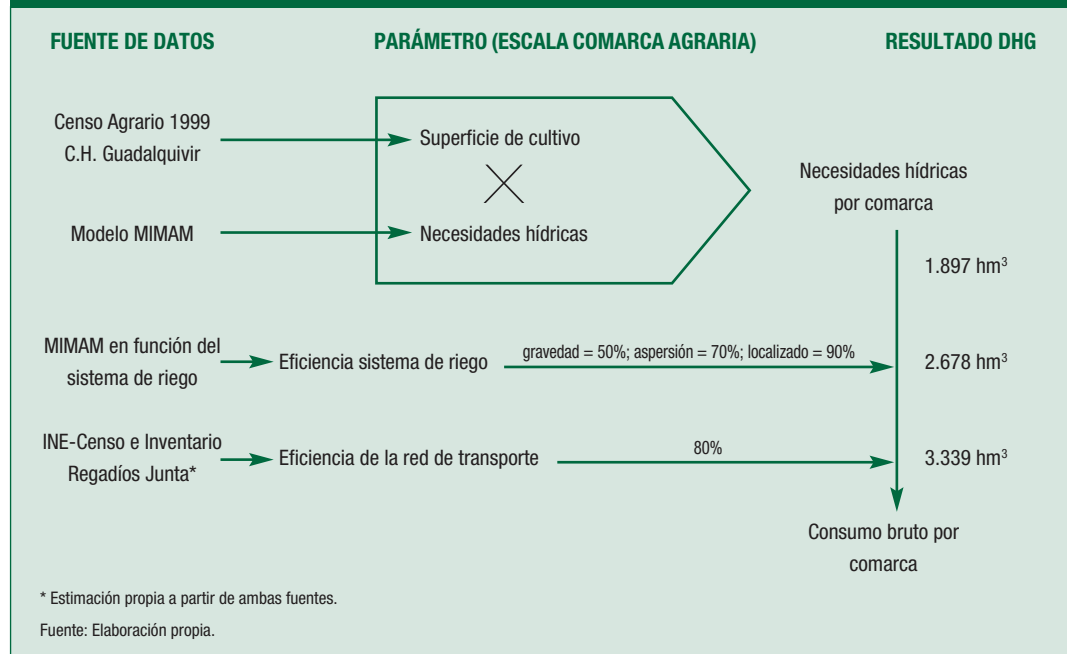 FUENTE DE DATOS
PARÁMETRO (ESCALA COMARCA AGRARIA)
RESULTADO DHG
Censo Agrario 1999
C.H. Guadalquivir
Superficie de cultivo
Modelo MIMAM
Necesidades hídricas
Necesidades hídricas
por comarca
1.897 hm³
MIMAM en función del
sistema de riego
Eficiencia sistema de riego
gravedad = 50%; aspersión = 70%; localizado = 90%
2.678 hm³
INE-Censo e Inventario
Regadíos Junta*
Eficiencia de la red de transporte
80%
3.339 hm³
Consumo bruto por
comarca
* Estimación propia a partir de ambas fuentes.
Fuente: Elaboración propia.